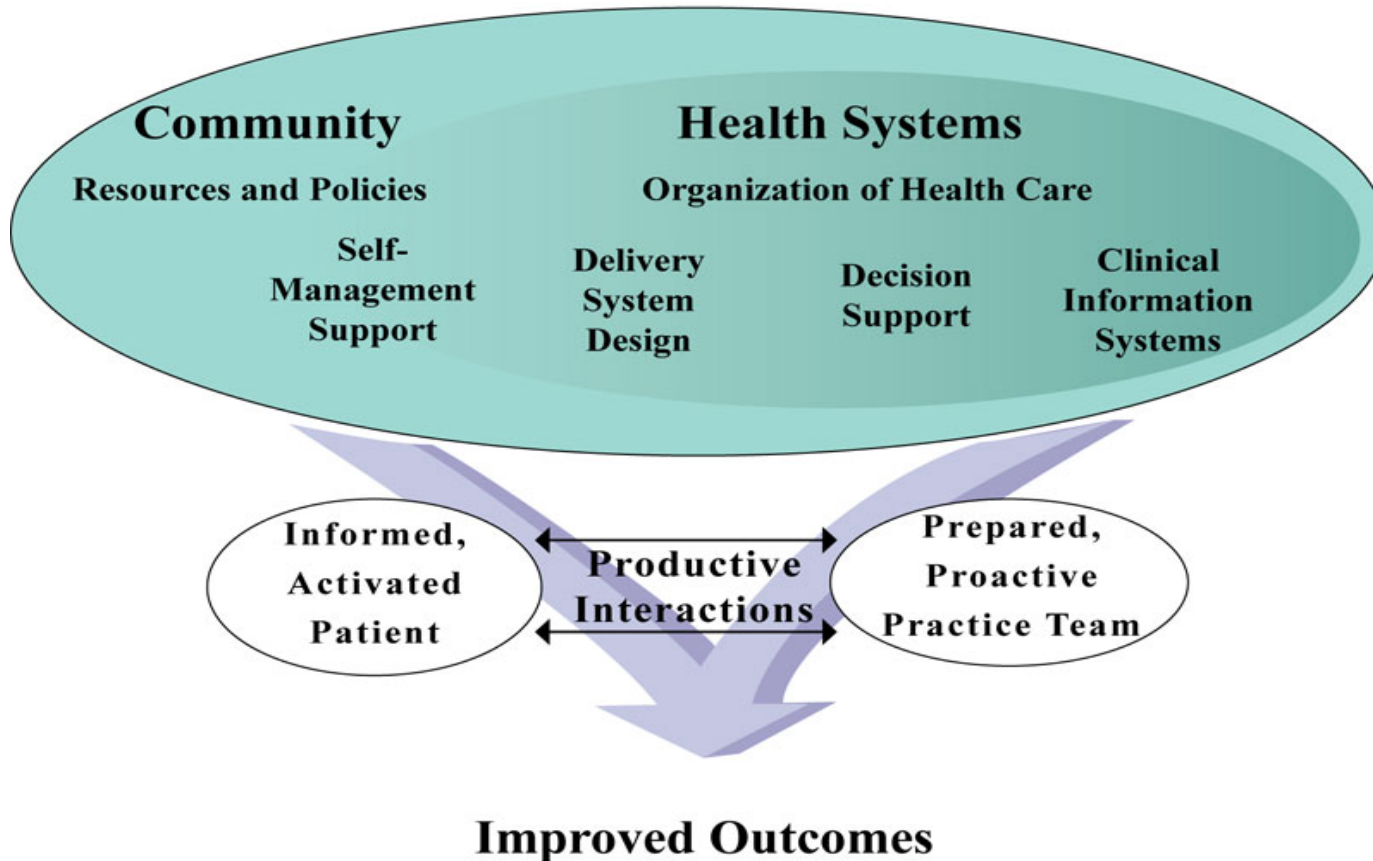 Community
Health Systems
Resources and Policies
Organization of Health Care
Self-
Management
Support
Delivery
System
Design
Decision
Support
Clinical
Information
Systems
Informed,
Activated
Patient
Productive
Interactions
Prepared,
Proactive
Practice Team
Improved Outcomes